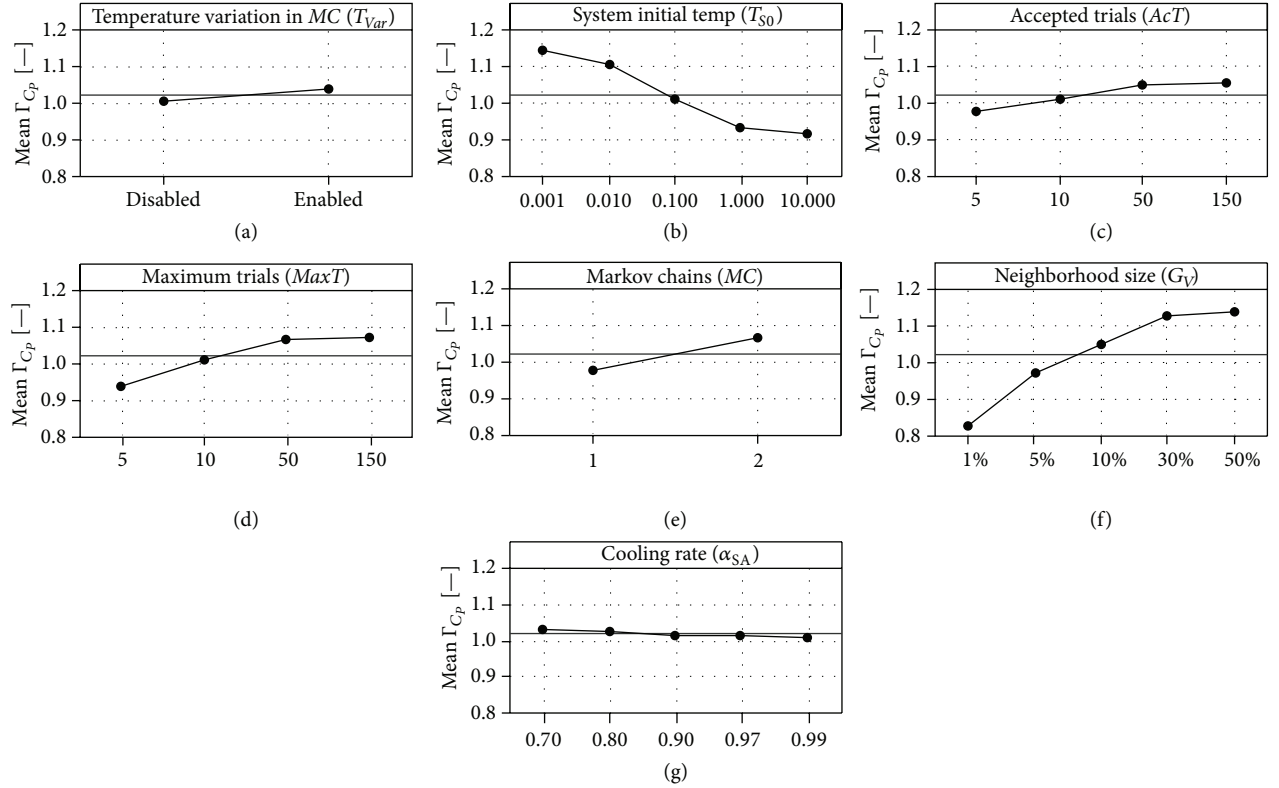 Temperature variation in MC (T_Var)
Mean Γ_C_P [—]
1.2
1.1
1.0
0.9
0.8
Disabled Enabled
(a)
System initial temp (T_S0)
Mean Γ_C_P [—]
1.2
1.1
1.0
0.9
0.8
0.001 0.010 0.100 1.000 10.000
(b)
Accepted trials (AcT)
Mean Γ_C_P [—]
1.2
1.1
1.0
0.9
0.8
5 10 50 150
(c)
Maximum trials (MaxT)
Mean Γ_C_P [—]
1.2
1.1
1.0
0.9
0.8
5 10 50 150
(d)
Markov chains (MC)
Mean Γ_C_P [—]
1.2
1.1
1.0
0.9
0.8
1 2
(e)
Neighborhood size (G_V)
Mean Γ_C_P [—]
1.2
1.1
1.0
0.9
0.8
1% 5% 10% 30% 50%
(f)
Cooling rate (α_SA)
Mean Γ_C_P [—]
1.2
1.1
1.0
0.9
0.8
0.70 0.80 0.90 0.97 0.99
(g)